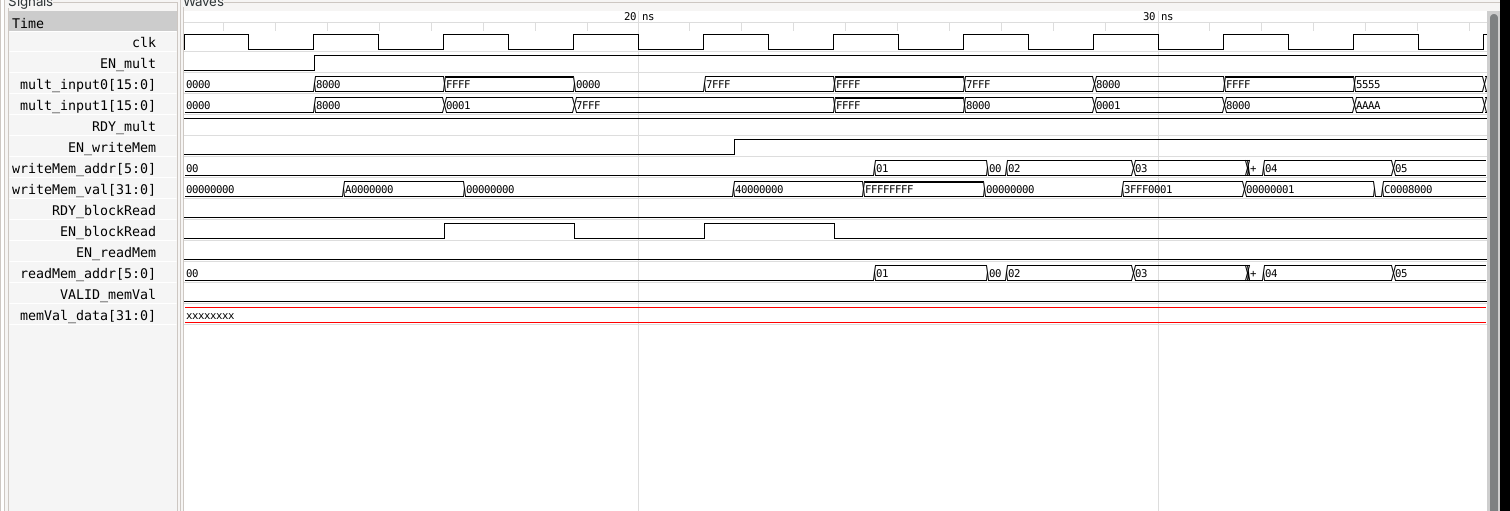 Signals
Waves
Time
20 ns
30 ns
clk
EN_mult
mult_input0[15:0] 0000 8000 FFFF 0000 7FFF FFFF 7FFF 8000 FFFF 5555
mult_input1[15:0] 0000 8000 0001 7FFF FFFF 8000 0001 8000 AAAA
RDY_mult
EN_writeMem
writeMem_addr[5:0] 00 01 00 02 03 + 04 05
writeMem_val[31:0] 00000000 A0000000 00000000 40000000 FFFFFFFF 00000000 3FFF0001 00000001 C0008000
RDY_blockRead
EN_blockRead
EN_readMem
readMem_addr[5:0] 00 01 00 02 03 + 04 05
VALID_memVal
memVal_data[31:0] xxxxxxxx